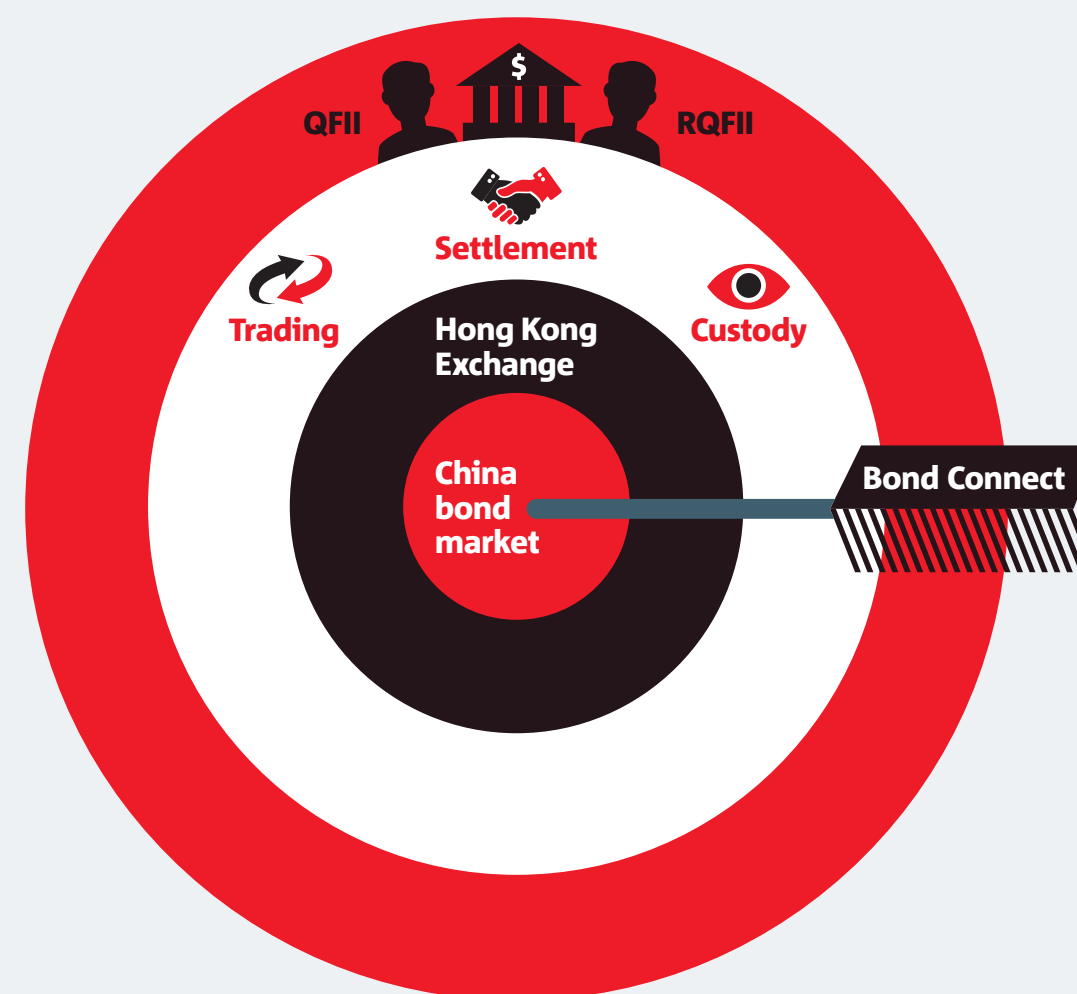 $
QFII
RQFII
Settlement
Trading
Custody
Hong Kong
Exchange
China
bond
market
Bond Connect